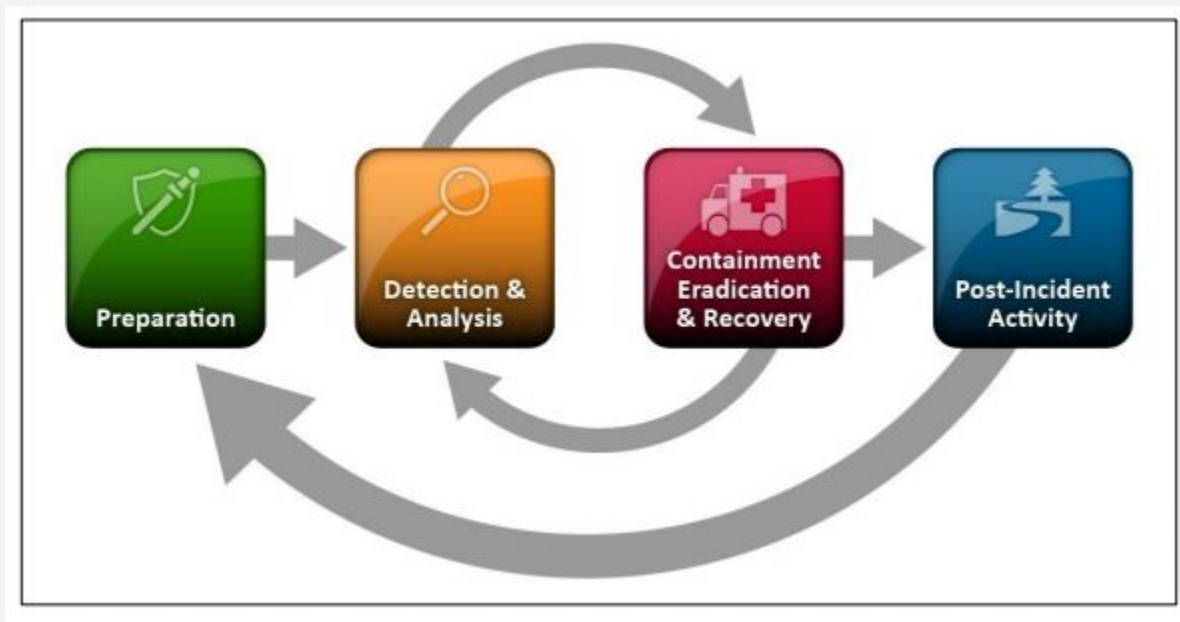 Preparation
Detection &
Analysis
Containment
Eradication
& Recovery
Post-Incident
Activity